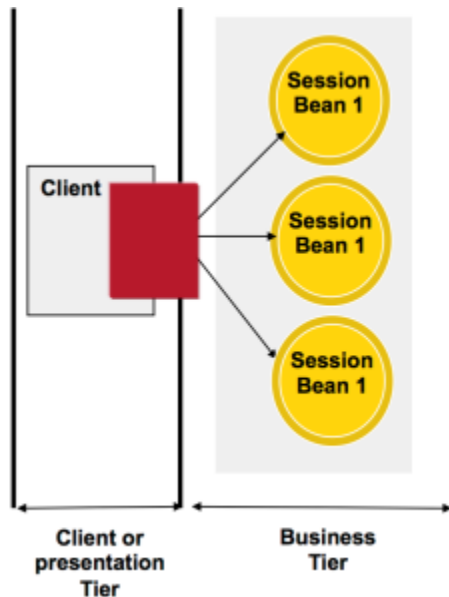 Session
Bean 1
Client
Session
Bean 1
Session
Bean 1
Client or
presentation
Tier
Business
Tier